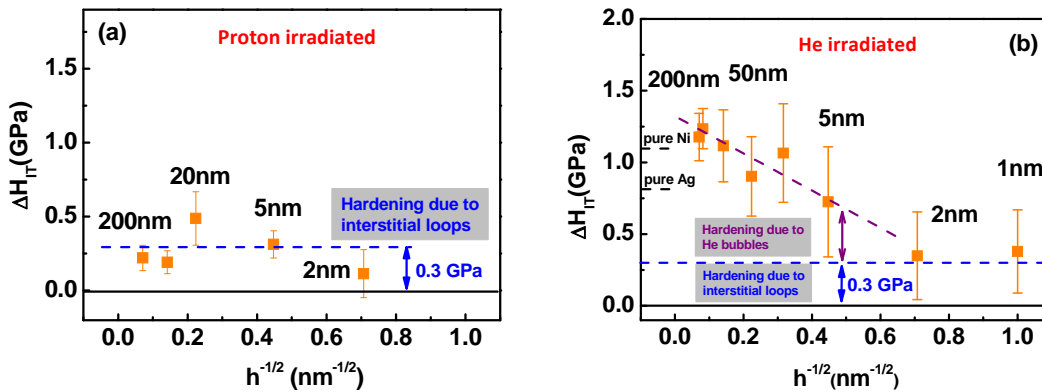 (a)
Proton irradiated
1.5
1.0
0.5
0.0
ΔH_IT(GPa)
200nm
20nm
5nm
2nm
Hardening due to
interstitial loops
0.3 GPa
0.0 0.2 0.4 0.6 0.8 1.0
h^-1/2 (nm^-1/2)
(b)
He irradiated
2.0
1.5
1.0
0.5
0.0
ΔH_IT(GPa)
200nm
50nm
5nm
2nm
1nm
pure Ni
pure Ag
Hardening due to
He bubbles
Hardening due to
interstitial loops
0.3 GPa
0.0 0.2 0.4 0.6 0.8 1.0
h^-1/2(nm^-1/2)